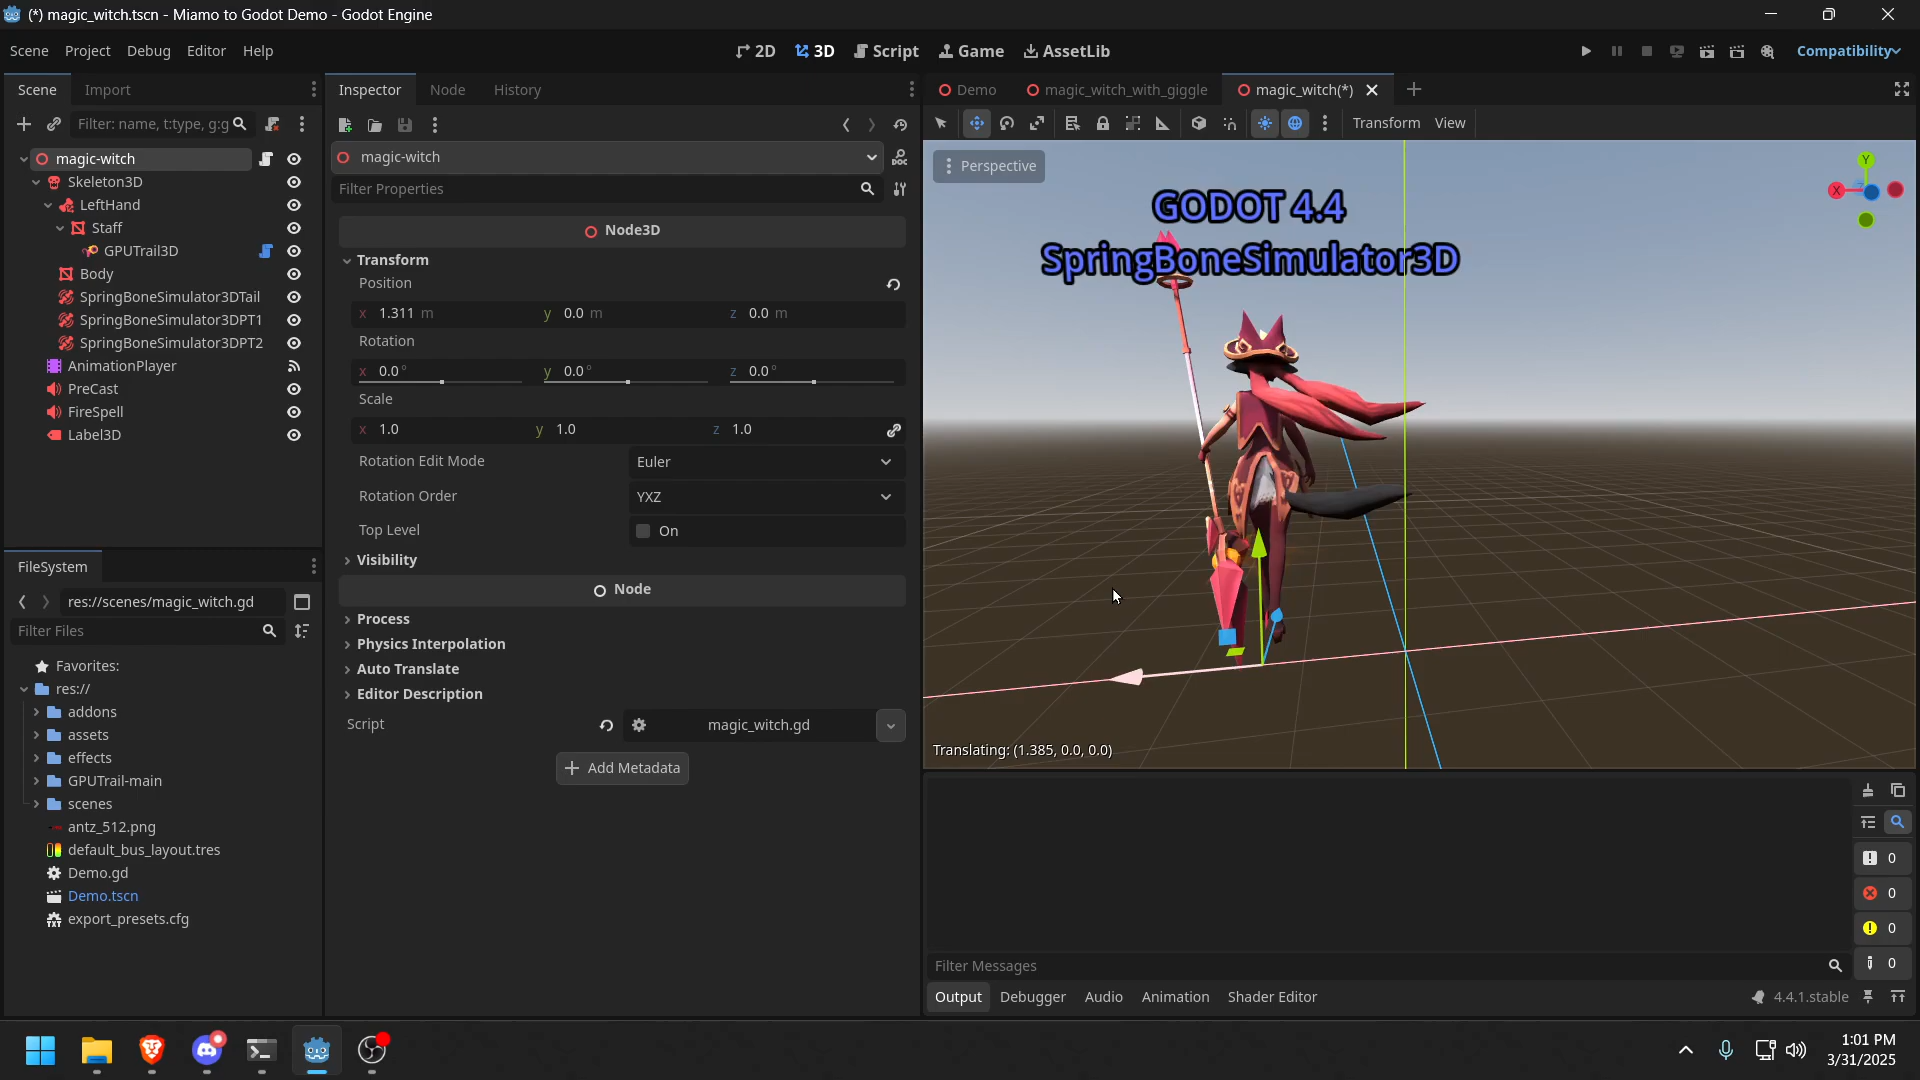 (*) magic_witch.tscn - Miamo to Godot Demo - Godot Engine
Scene Project Debug Editor Help
2D 3D Script Game AssetLib
Compatibility
Scene Import
Filter: name, t:type, g:g
magic-witch
Skeleton3D
LeftHand
Staff
GPUTrail3D
Body
SpringBoneSimulator3DTail
SpringBoneSimulator3DPT1
SpringBoneSimulator3DPT2
AnimationPlayer
PreCast
FireSpell
Label3D
FileSystem
res://scenes/magic_witch.gd
Filter Files
Favorites:
res://
addons
assets
effects
GPUTrail-main
scenes
antz_512.png
default_bus_layout.tres
Demo.gd
Demo.tscn
export_presets.cfg
Inspector Node History
magic-witch
DOC
Filter Properties
Node3D
Transform
Position
x 1.311 m y 0.0 m z 0.0 m
Rotation
x 0.0° y 0.0° z 0.0°
Scale
x 1.0 y 1.0 z 1.0
Rotation Edit Mode Euler
Rotation Order YXZ
Top Level On
Visibility
Node
Process
Physics Interpolation
Auto Translate
Editor Description
Script magic_witch.gd
Add Metadata
Demo magic_witch_with_giggle magic_witch(*)
Transform View
Perspective
Y
X
GODOT 4.4
SpringBoneSimulator3D
Translating: (1.385, 0.0, 0.0)
0
0
0
0
Filter Messages
Output Debugger Audio Animation Shader Editor
4.4.1.stable
1:01 PM
3/31/2025